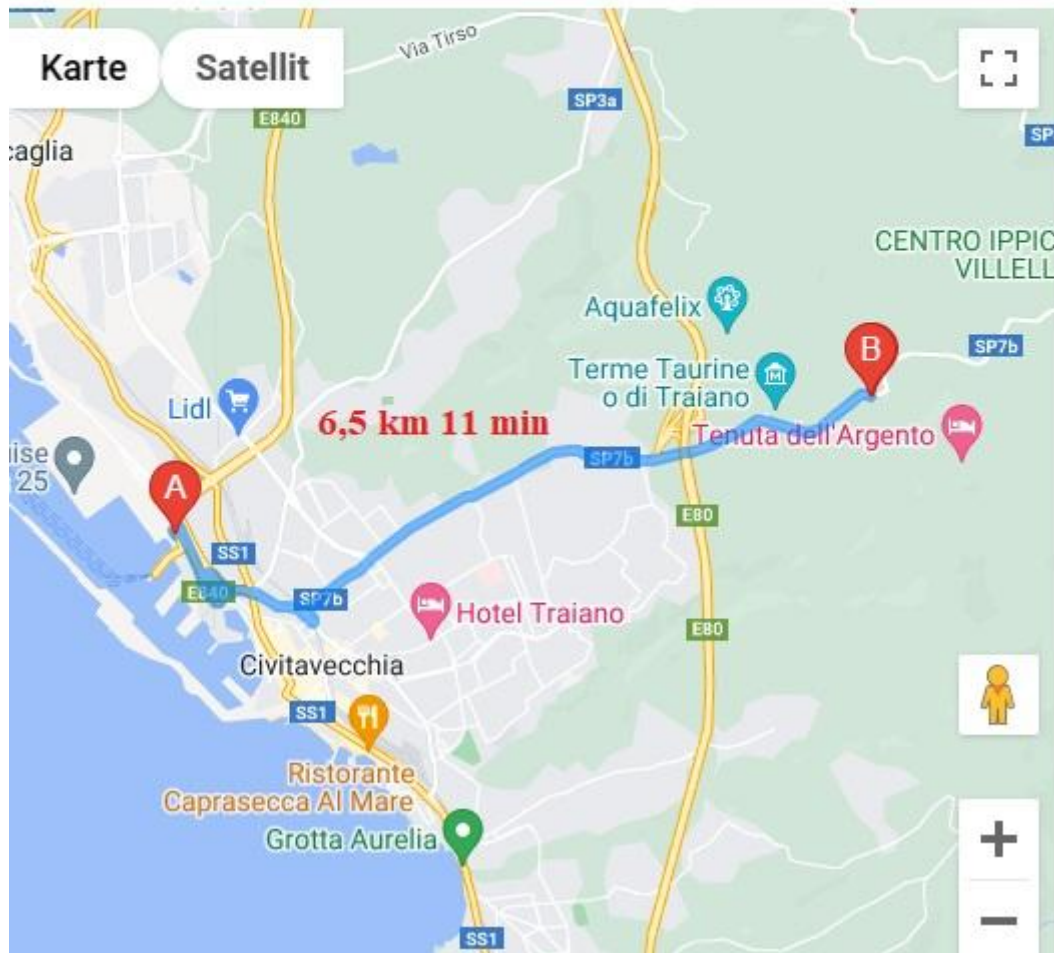 Karte
Satellit
Via Tirso
SP3a
E840
caglia
CENTRO IPPIC
VILLELL
Aquafelix
B
SP7b
Terme Taurine
o di Traiano
Lidl
6,5 km 11 min
Tenuta dell'Argento
uise
25
A
SP7b
E80
SS1
E840
SP7b
Hotel Traiano
E80
Civitavecchia
SS1
Ristorante
Caprasecca Al Mare
Grotta Aurelia
SS1